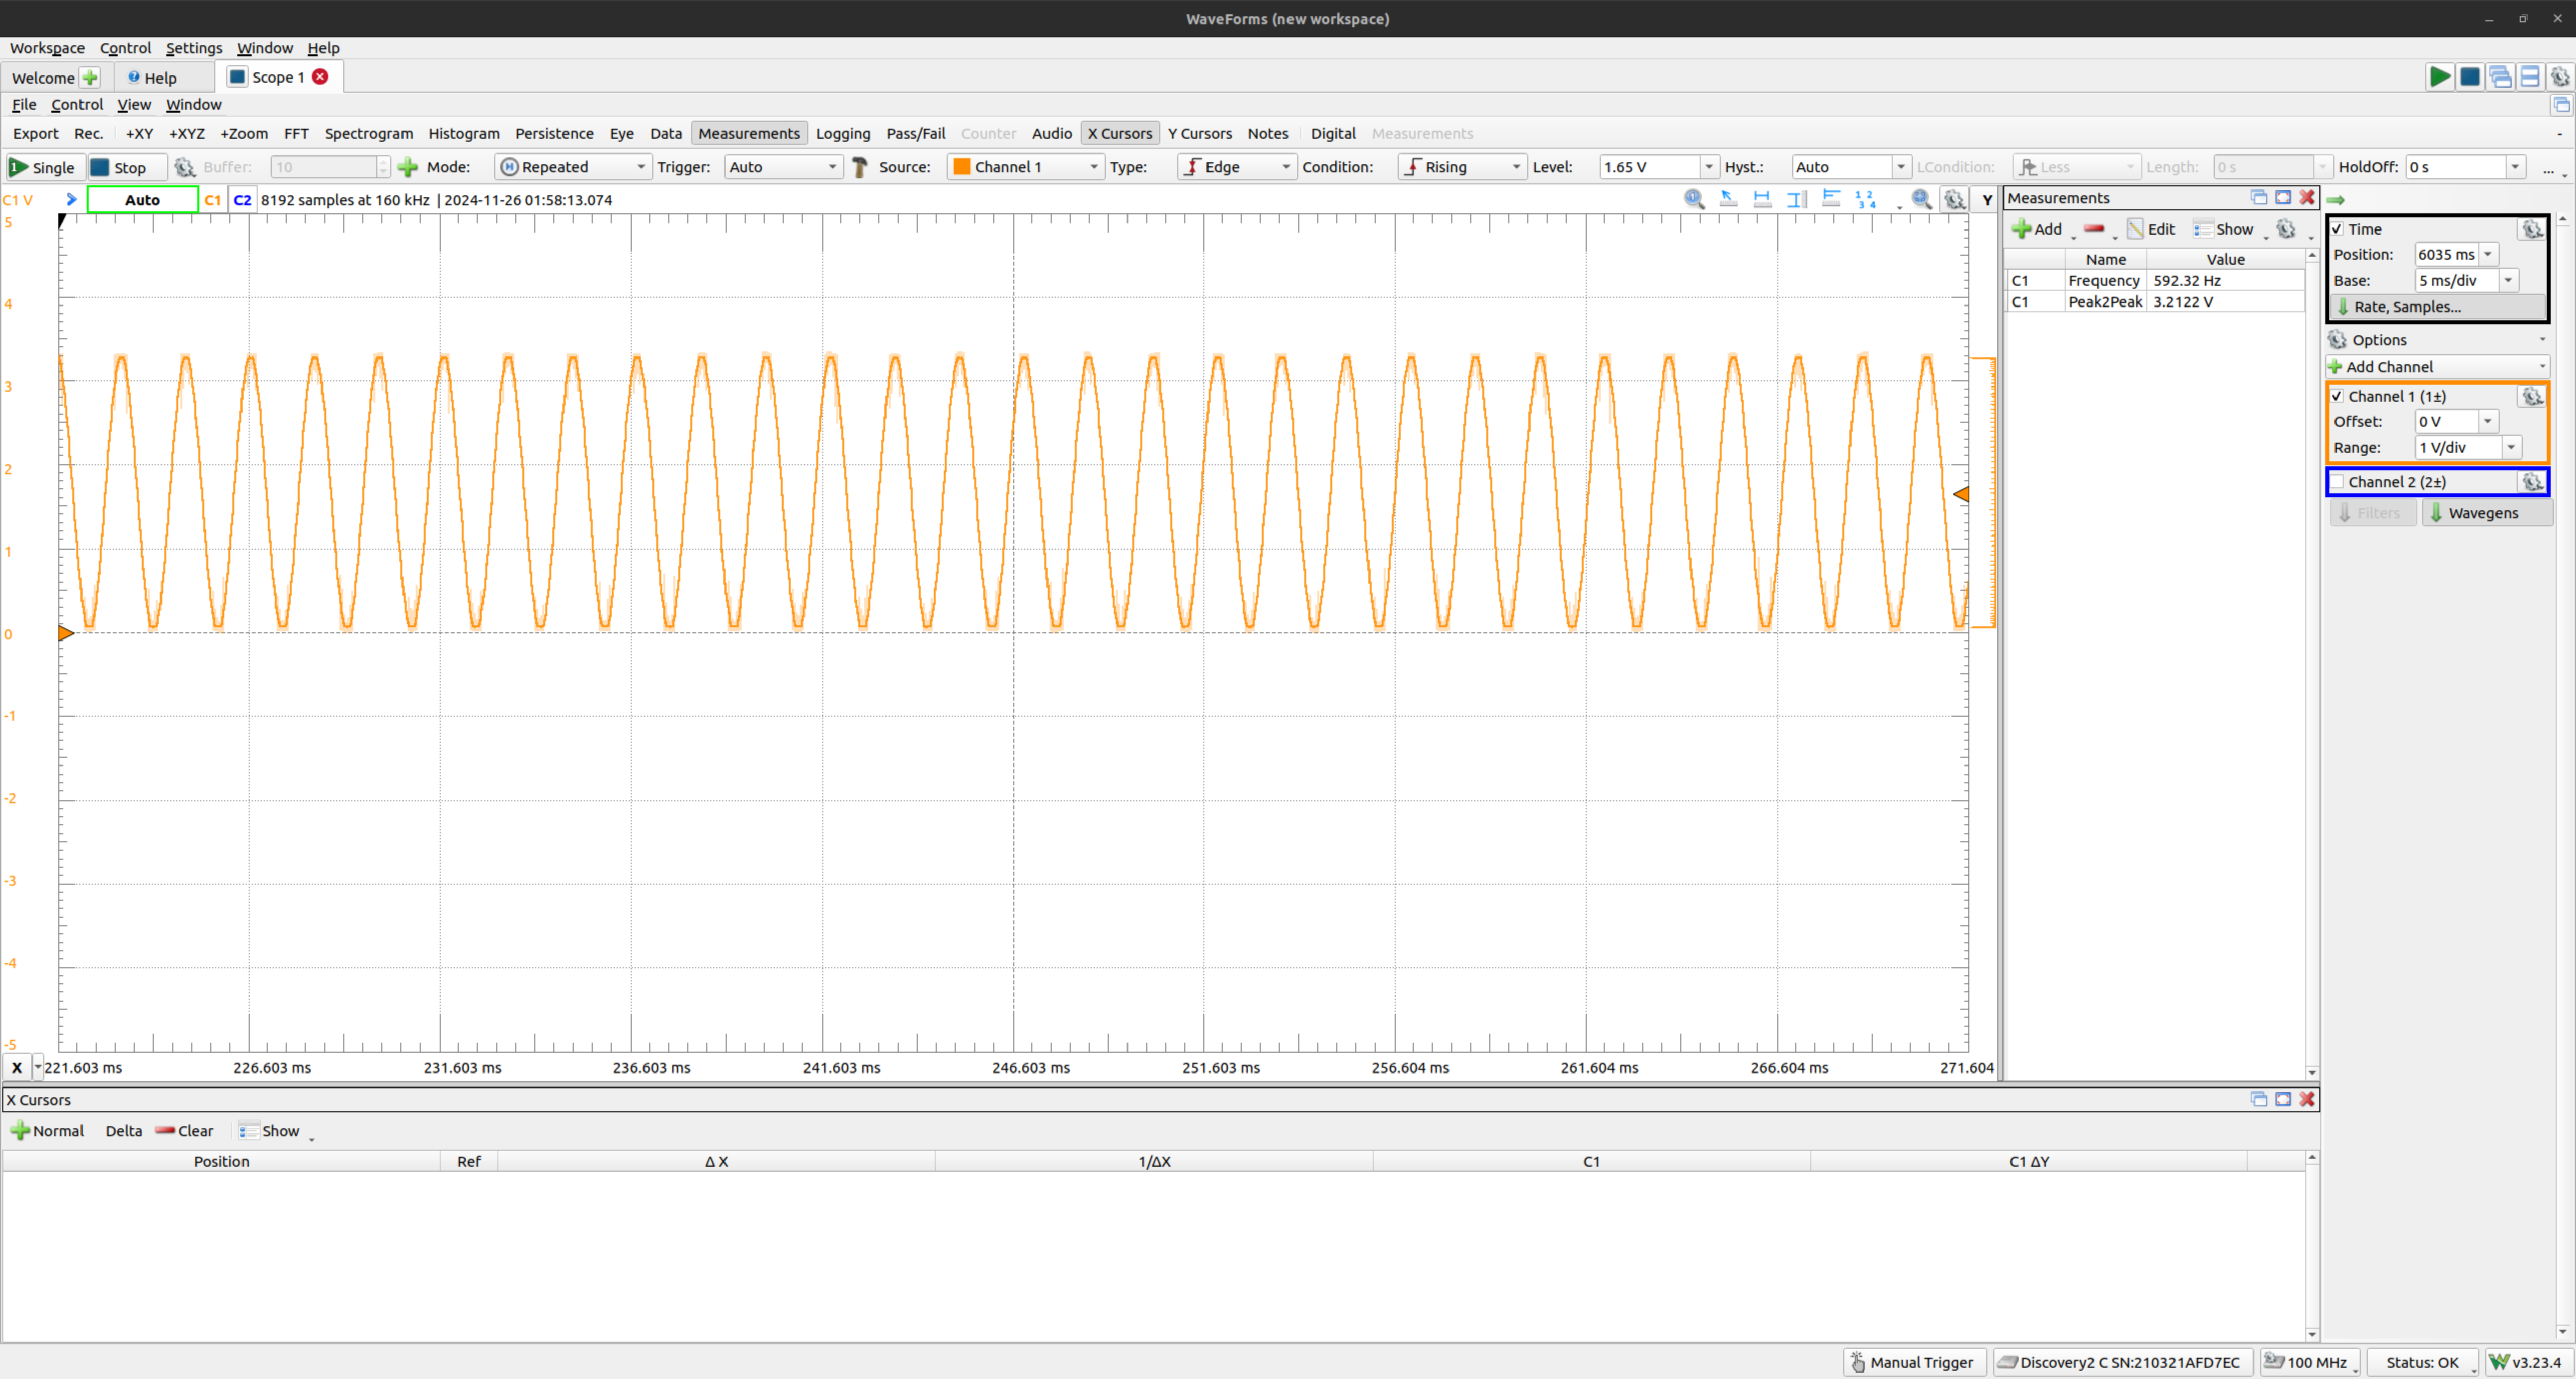 WaveForms (new workspace)
Workspace Control Settings Window Help
Welcome Help Scope 1
File Control View Window
Export Rec. +XY +XYZ +Zoom FFT Spectrogram Histogram Persistence Eye Data Measurements Logging Pass/Fail Counter Audio X Cursors Y Cursors Notes Digital Measurements -
Single Stop Buffer: 10 Mode: Repeated Trigger: Auto Source: Channel 1 Type: Edge Condition: Rising Level: 1.65 V Hyst.: Auto LCondition: Less Length: 0 s HoldOff: 0 s ...
C1 V Auto C1 C2 8192 samples at 160 kHz | 2024-11-26 01:58:13.074 Y
5
4
3
2
1
0
-1
-2
-3
-4
-5
X 221.603 ms 226.603 ms 231.603 ms 236.603 ms 241.603 ms 246.603 ms 251.603 ms 256.604 ms 261.604 ms 266.604 ms 271.604
Measurements
Add Edit Show
Name Value
C1 Frequency 592.32 Hz
C1 Peak2Peak 3.2122 V
Time
Position: 6035 ms
Base: 5 ms/div
Rate, Samples...
Options
Add Channel
Channel 1 (1±)
Offset: 0 V
Range: 1 V/div
Channel 2 (2±)
Filters Wavegens
X Cursors
Normal Delta Clear Show
Position Ref Δ X 1/ΔX C1 C1 ΔY
Manual Trigger Discovery2 C SN:210321AFD7EC 100 MHz Status: OK v3.23.4